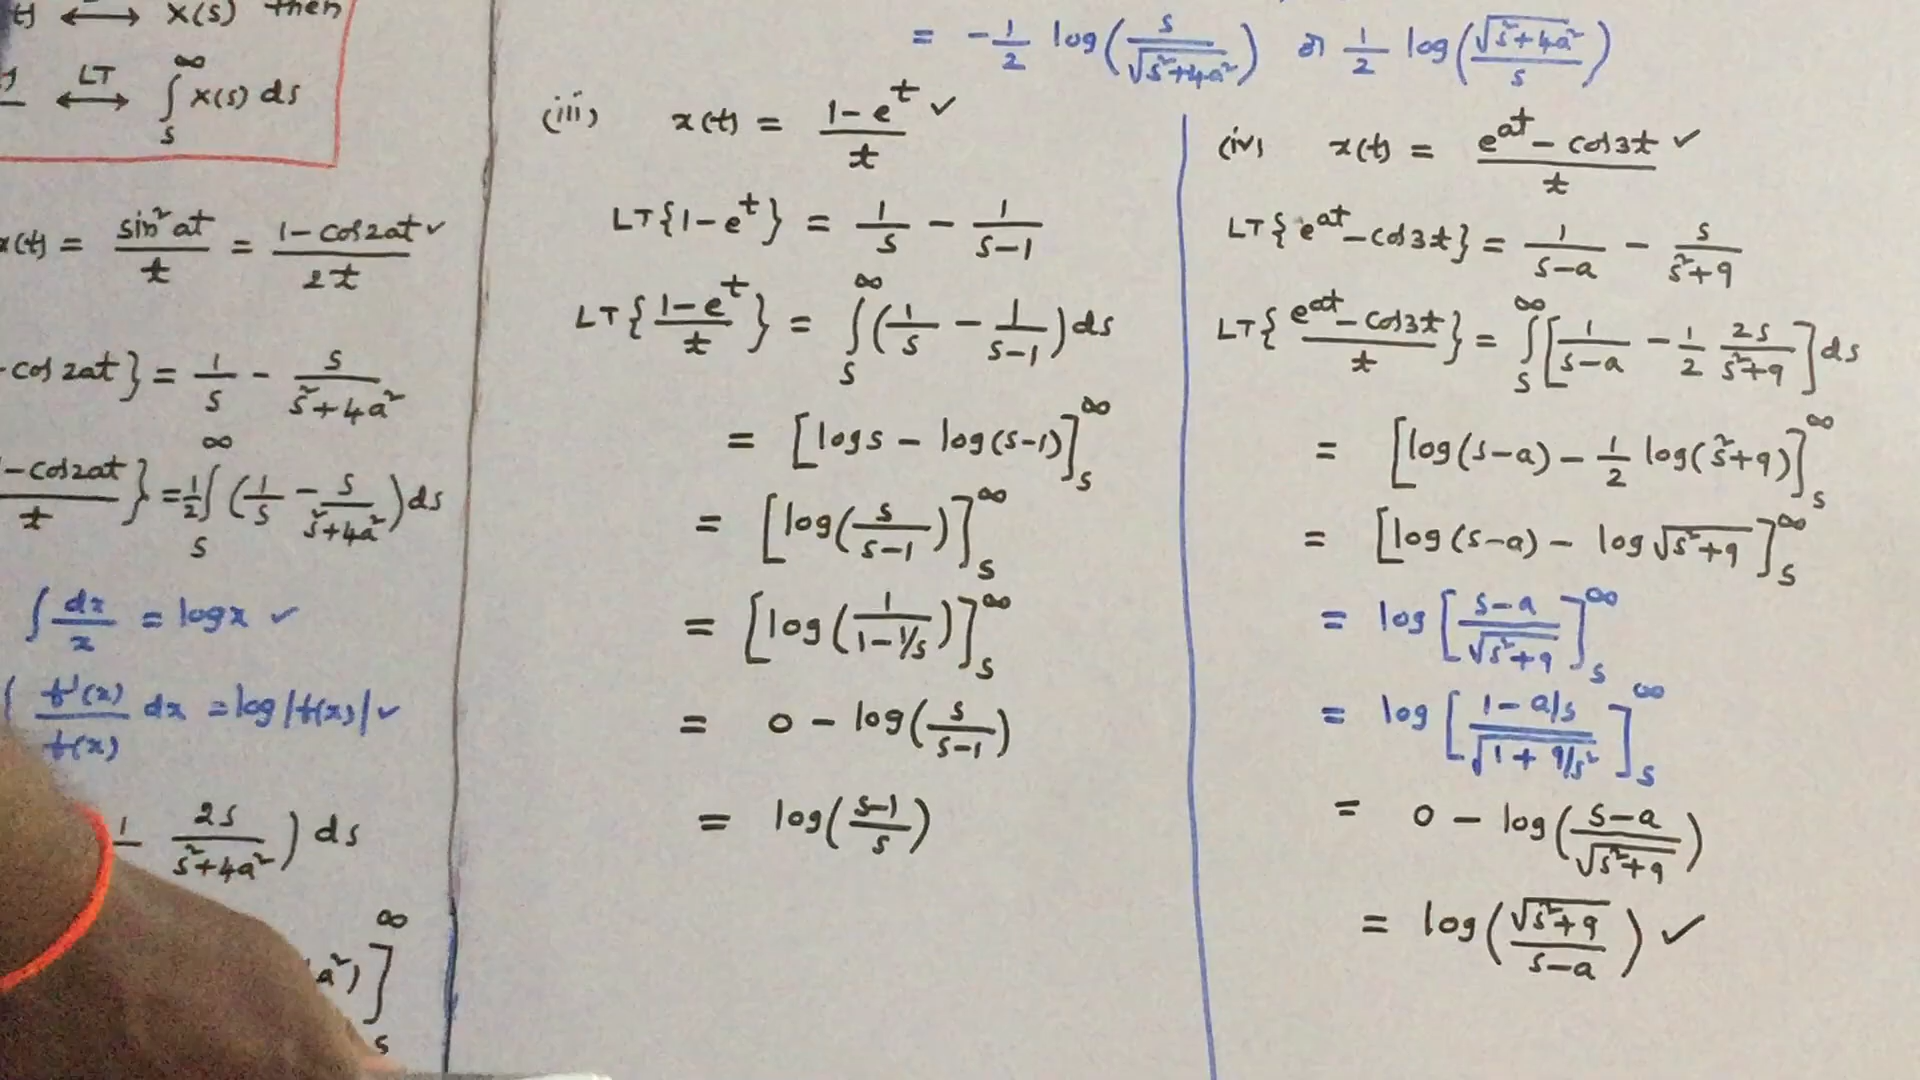 t) ⟷ X(s) then
LT
⟷ ∫_s^∞ X(s) ds
x(t) = sin²at / t = 1-cos2at / 2t ✓
-cos2at} = 1/s - s/(s²+4a²)
-cos2at / t} = 1/2 ∫_s^∞ (1/s - s/(s²+4a²)) ds
∫ dx/x = log x ✓
∫ f'(x)/f(x) dx = log|f(x)| ✓
2s/(s²+4a²)) ds
a²)]_s^∞
= -1/2 log(s/√(s²+4a²)) or 1/2 log(√(s²+4a²)/s)
(iii) x(t) = (1-e^t)/t ✓
LT{1-e^t} = 1/s - 1/(s-1)
LT{(1-e^t)/t} = ∫_s^∞ (1/s - 1/(s-1)) ds
= [log s - log(s-1)]_s^∞
= [log(s/(s-1))]_s^∞
= [log(1/(1-1/s))]_s^∞
= 0 - log(s/(s-1))
= log((s-1)/s)
(iv) x(t) = (e^at - cos3t)/t ✓
LT{e^at - cos3t} = 1/(s-a) - s/(s²+9)
LT{(e^at - cos3t)/t} = ∫_s^∞ [1/(s-a) - 1/2 2s/(s²+9)] ds
= [log(s-a) - 1/2 log(s²+9)]_s^∞
= [log(s-a) - log√(s²+9)]_s^∞
= log[(s-a)/√(s²+9)]_s^∞
= log[(1-a/s)/√(1+9/s²)]_s^∞
= 0 - log((s-a)/√(s²+9))
= log(√(s²+9)/(s-a)) ✓